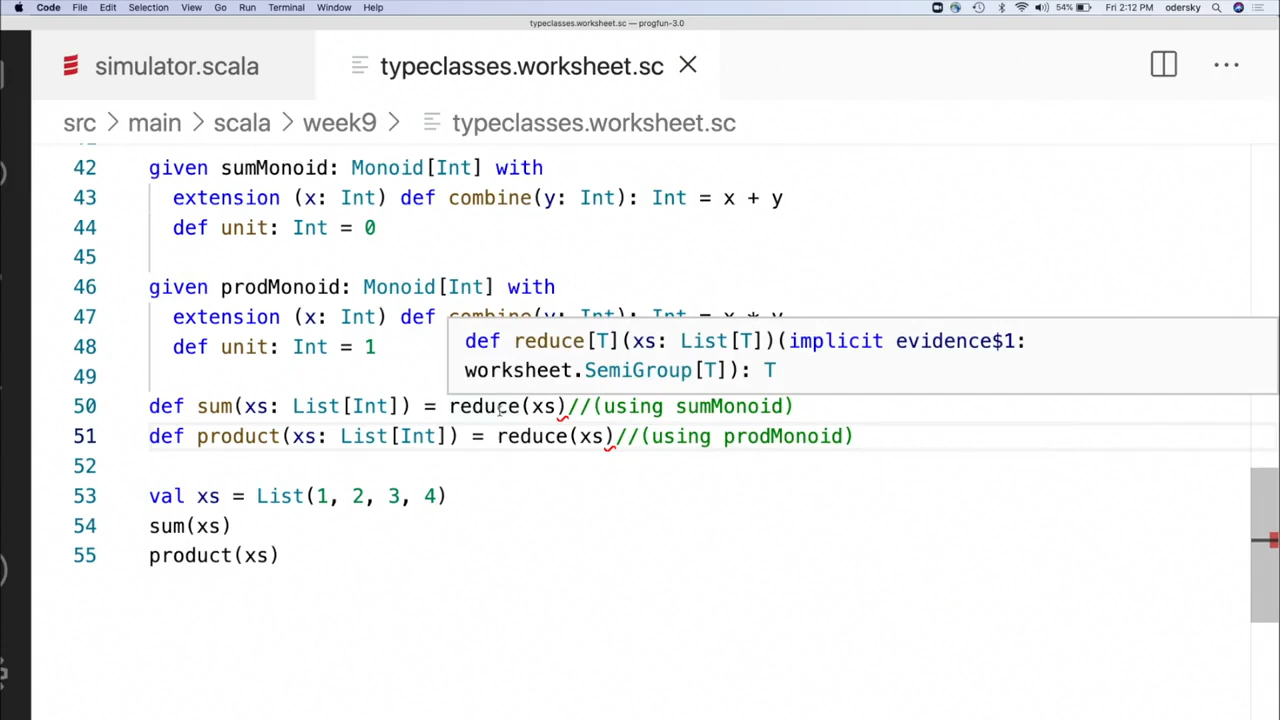 Code File Edit Selection View Go Run Terminal Window Help 54% Fri 2:12 PM odersky
typeclasses.worksheet.sc — progfun-3.0
simulator.scala typeclasses.worksheet.sc
src > main > scala > week9 > typeclasses.worksheet.sc
42 given sumMonoid: Monoid[Int] with
43 extension (x: Int) def combine(y: Int): Int = x + y
44 def unit: Int = 0
45
46 given prodMonoid: Monoid[Int] with
47 extension (x: Int) def combine(y: Int): Int = x * y
48 def unit: Int = 1
def reduce[T](xs: List[T])(implicit evidence$1:
worksheet.SemiGroup[T]): T
49
50 def sum(xs: List[Int]) = reduce(xs)//(using sumMonoid)
51 def product(xs: List[Int]) = reduce(xs)//(using prodMonoid)
52
53 val xs = List(1, 2, 3, 4)
54 sum(xs)
55 product(xs)